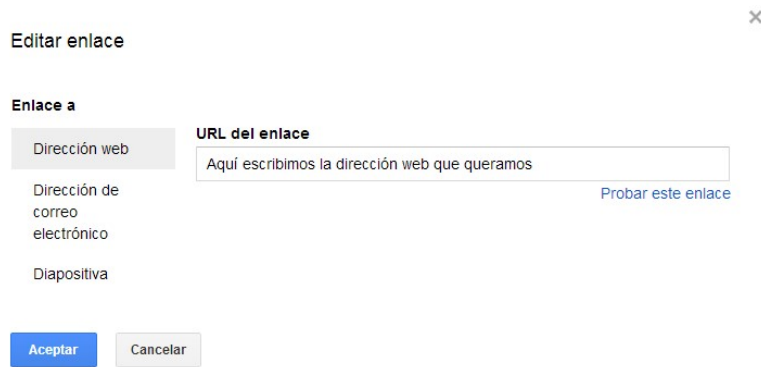 Editar enlace
Enlace a
Dirección web
URL del enlace
Aquí escribimos la dirección web que queramos
Probar este enlace
Dirección de
correo
electrónico
Diapositiva
Aceptar
Cancelar